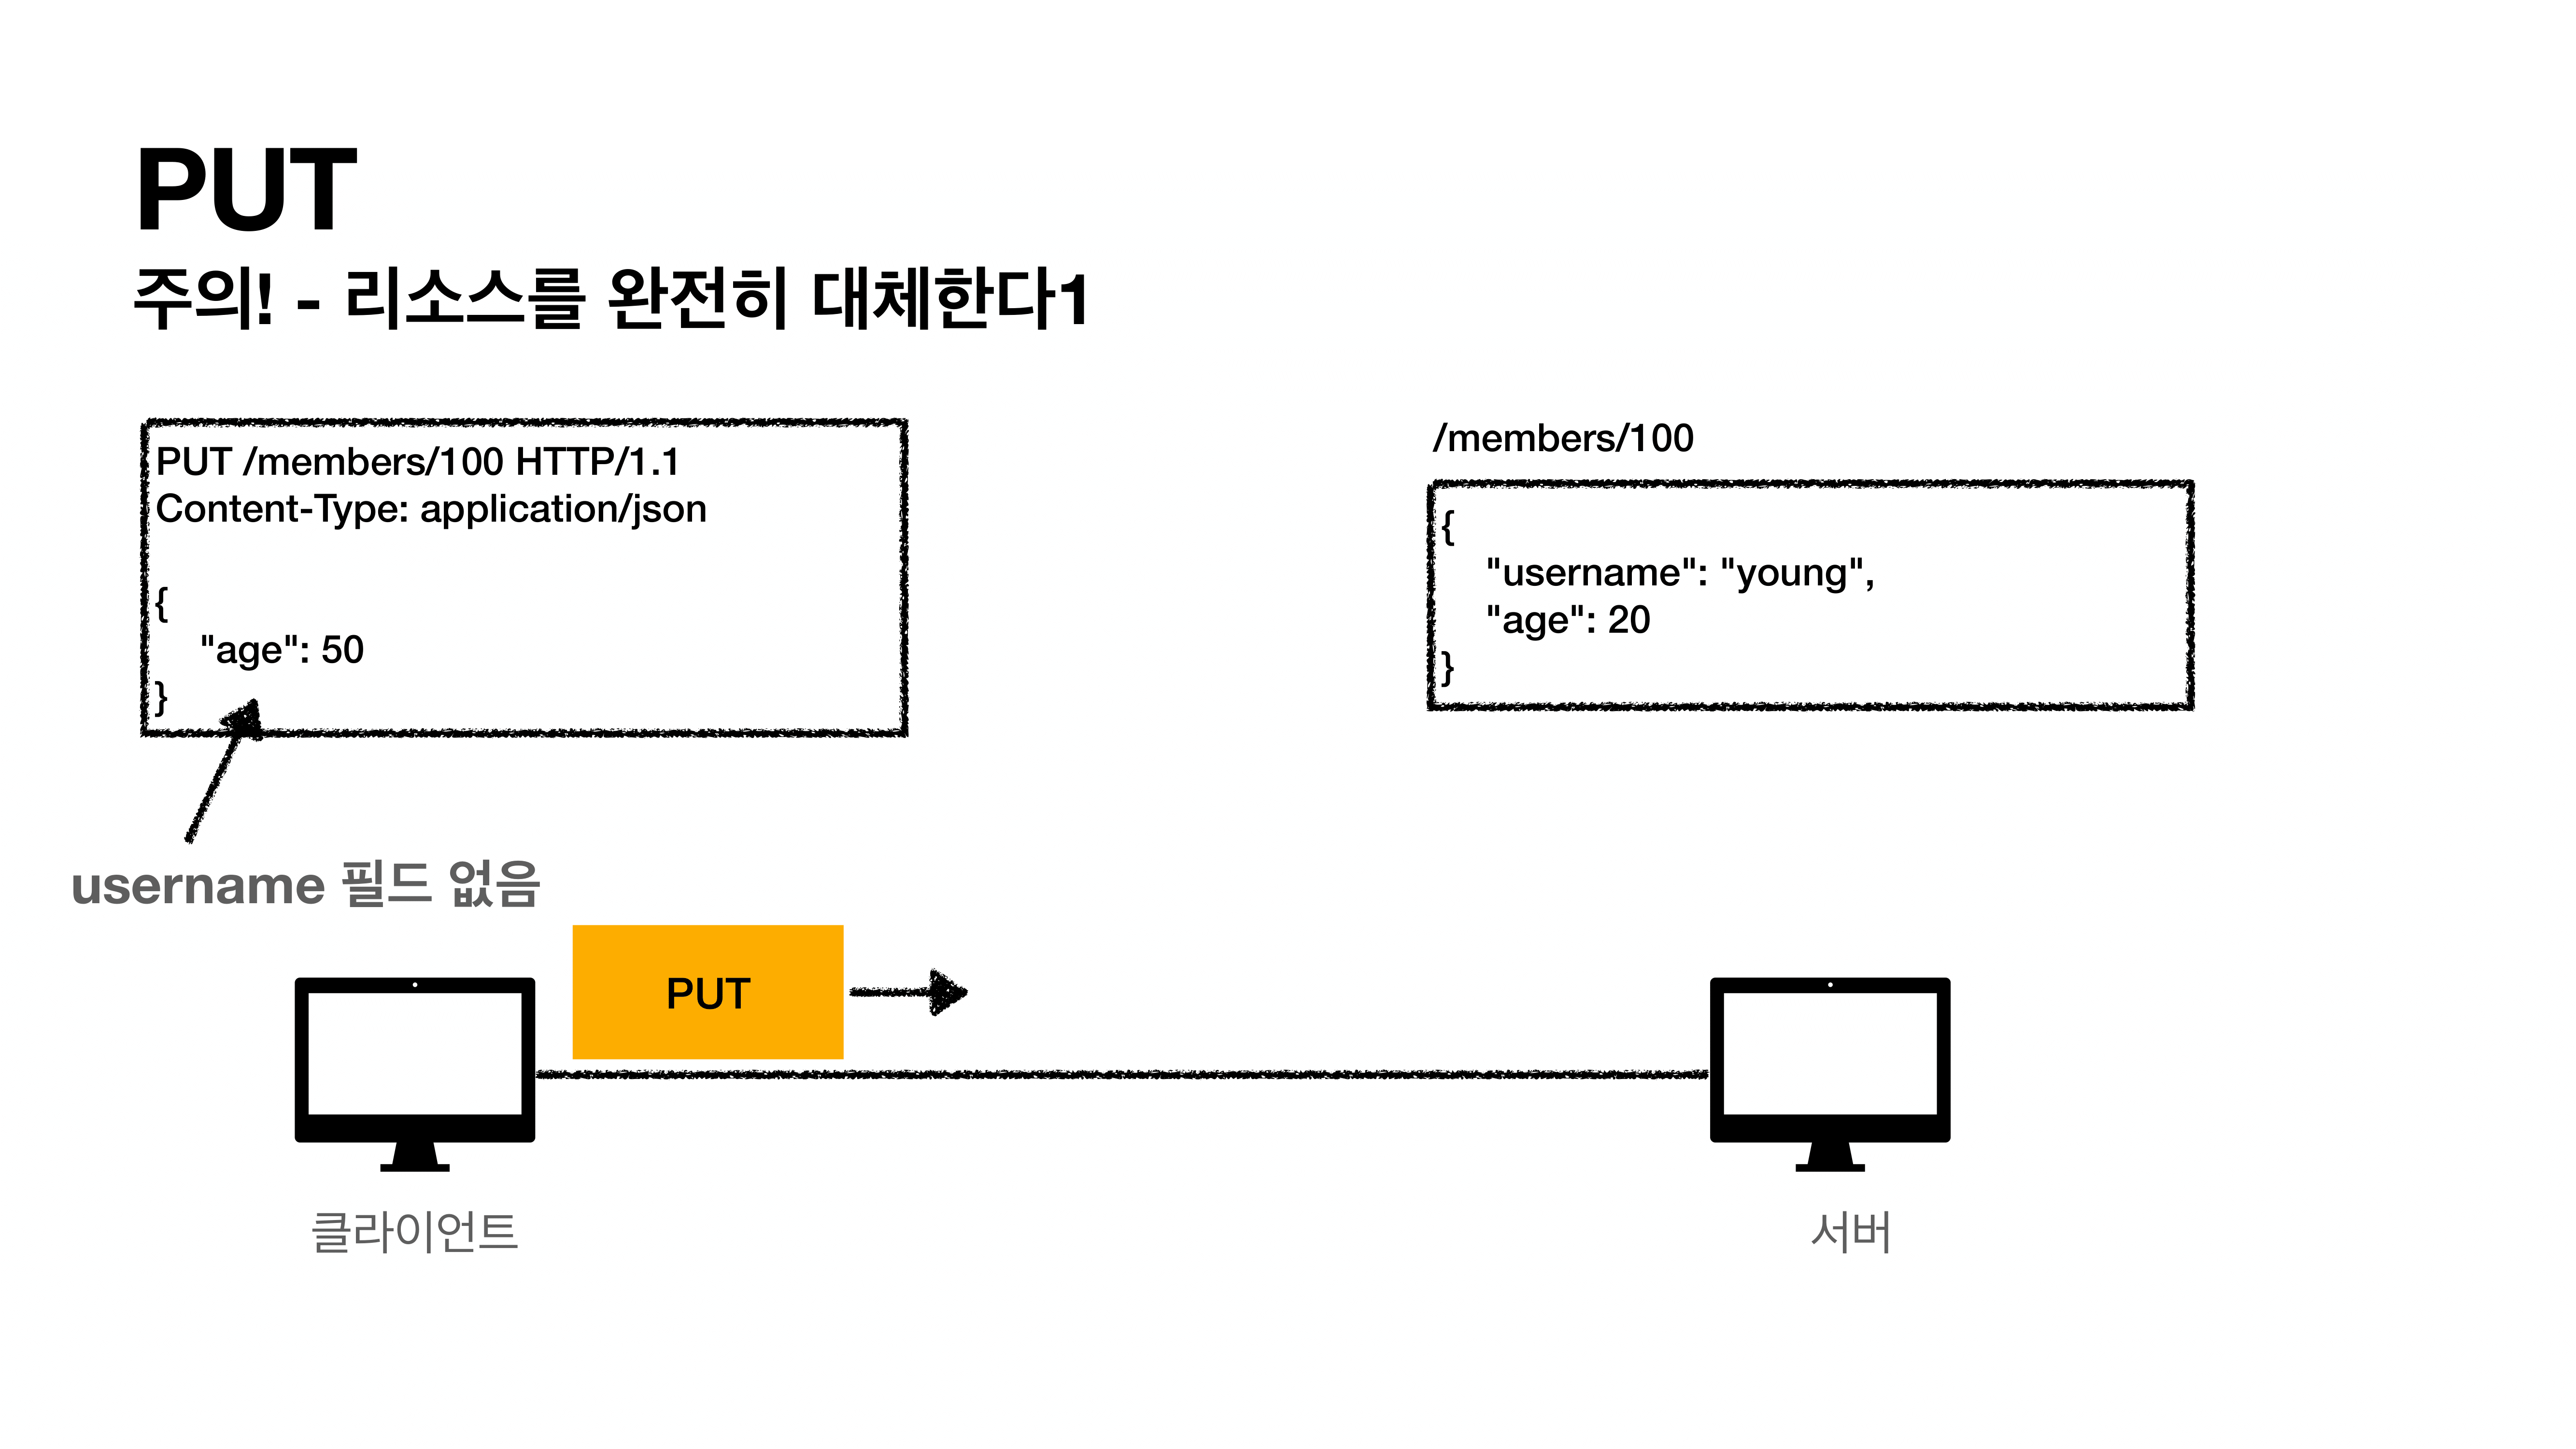 PUT
주의! - 리소스를 완전히 대체한다1
PUT /members/100 HTTP/1.1
Content-Type: application/json
{
"age": 50
}
/members/100
{
"username": "young",
"age": 20
}
username 필드 없음
PUT
클라이언트
서버